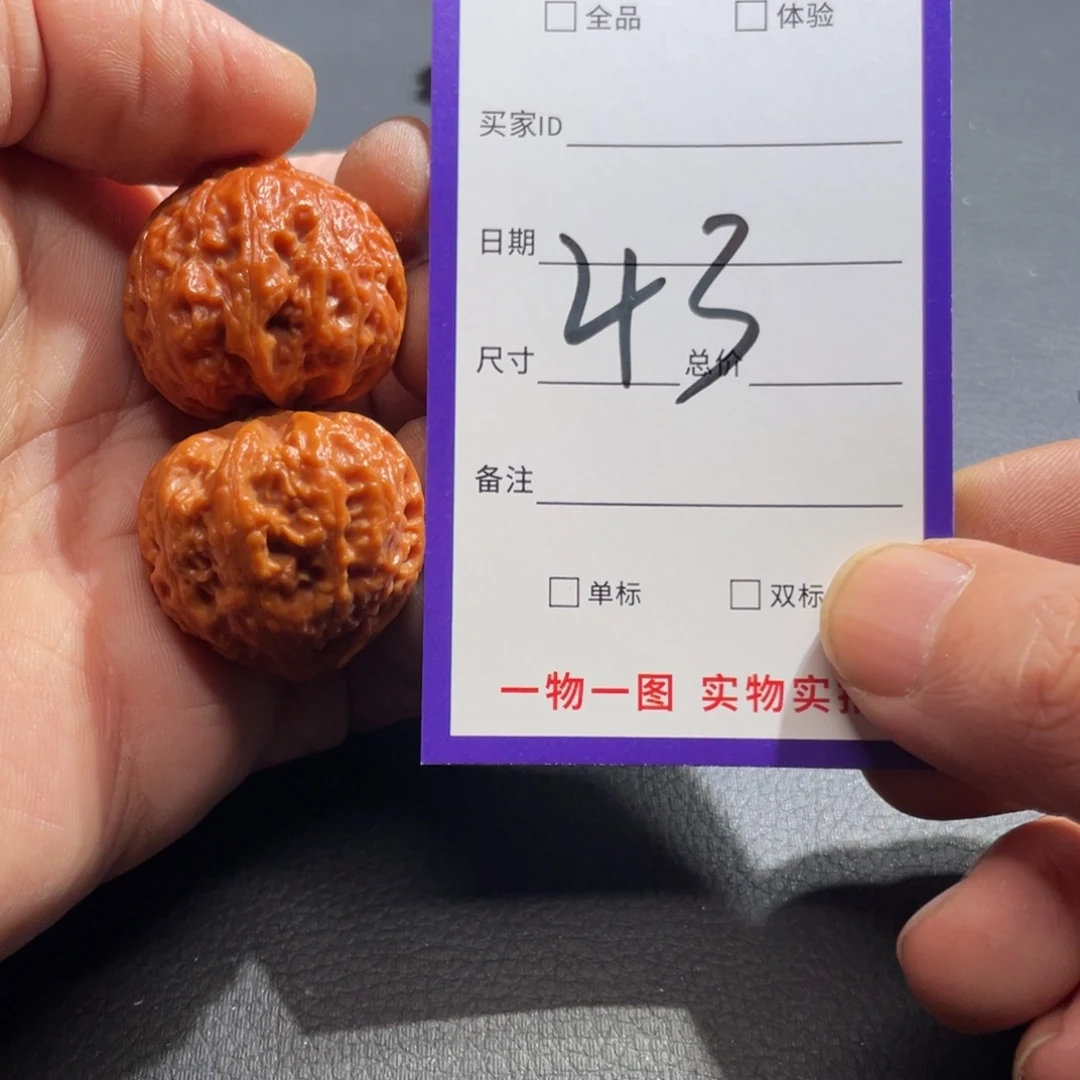 □ 全品 □ 体验
买家ID
日期
43
尺寸 总价
备注
□ 单标 □ 双标
一物一图 实物实